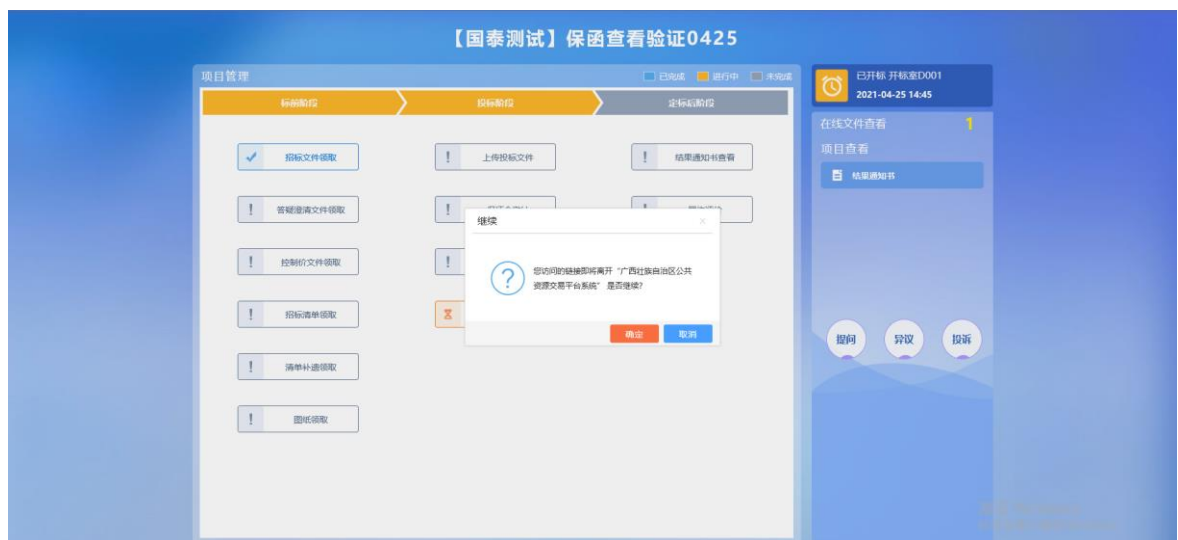 【国泰测试】保函查看验证0425
项目管理
已完成
进行中
未完成
标前阶段
投标阶段
定标后阶段
招标文件领取
上传投标文件
结果通知书查看
答疑澄清文件领取
控制价文件领取
招标清单领取
清单补遗领取
图纸领取
继续
您访问的链接即将离开“广西壮族自治区公共
资源交易平台系统” 是否继续?
确定
取消
已开标 开标室D001
2021-04-25 14:45
在线文件查看
1
项目查看
结果通知书
提问
异议
投诉